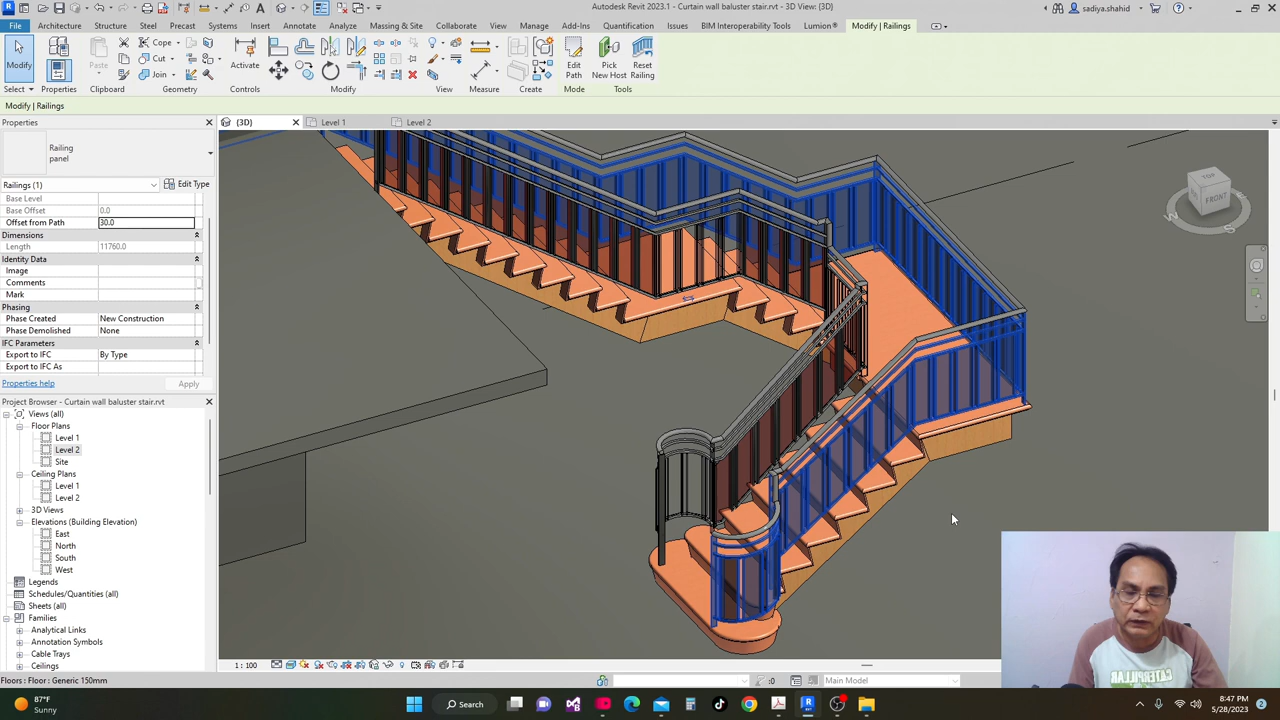 Autodesk Revit 2023.1 - Curtain wall baluster stair.rvt - 3D View: {3D}
sadiya.shahid
File Architecture Structure Steel Precast Systems Insert Annotate Analyze Massing & Site Collaborate View Manage Add-Ins Quantification Issues BIM Interoperability Tools Lumion® Modify | Railings
Modify
Paste
Cope
Cut
Join
Activate
Edit Path
Pick New Host
Reset Railing
Select Properties Clipboard Geometry Controls Modify View Measure Create Mode Tools
Modify | Railings
Properties
{3D} Level 1 Level 2
Railing
panel
Railings (1) Edit Type
Base Level
Base Offset 0.0
Offset from Path 30.0
Dimensions
Length 11760.0
Identity Data
Image
Comments
Mark
Phasing
Phase Created New Construction
Phase Demolished None
IFC Parameters
Export to IFC By Type
Export to IFC As
Properties help Apply
Project Browser - Curtain wall baluster stair.rvt
Views (all)
Floor Plans
Level 1
Level 2
Site
Ceiling Plans
Level 1
Level 2
3D Views
Elevations (Building Elevation)
East
North
South
West
Legends
Schedules/Quantities (all)
Sheets (all)
Families
Analytical Links
Annotation Symbols
Cable Trays
Ceilings
TOP
FRONT
W
S
1 : 100
Floors : Floor : Generic 150mm
:0
Main Model
87°F
Sunny
Search
8:47 PM
5/28/2023